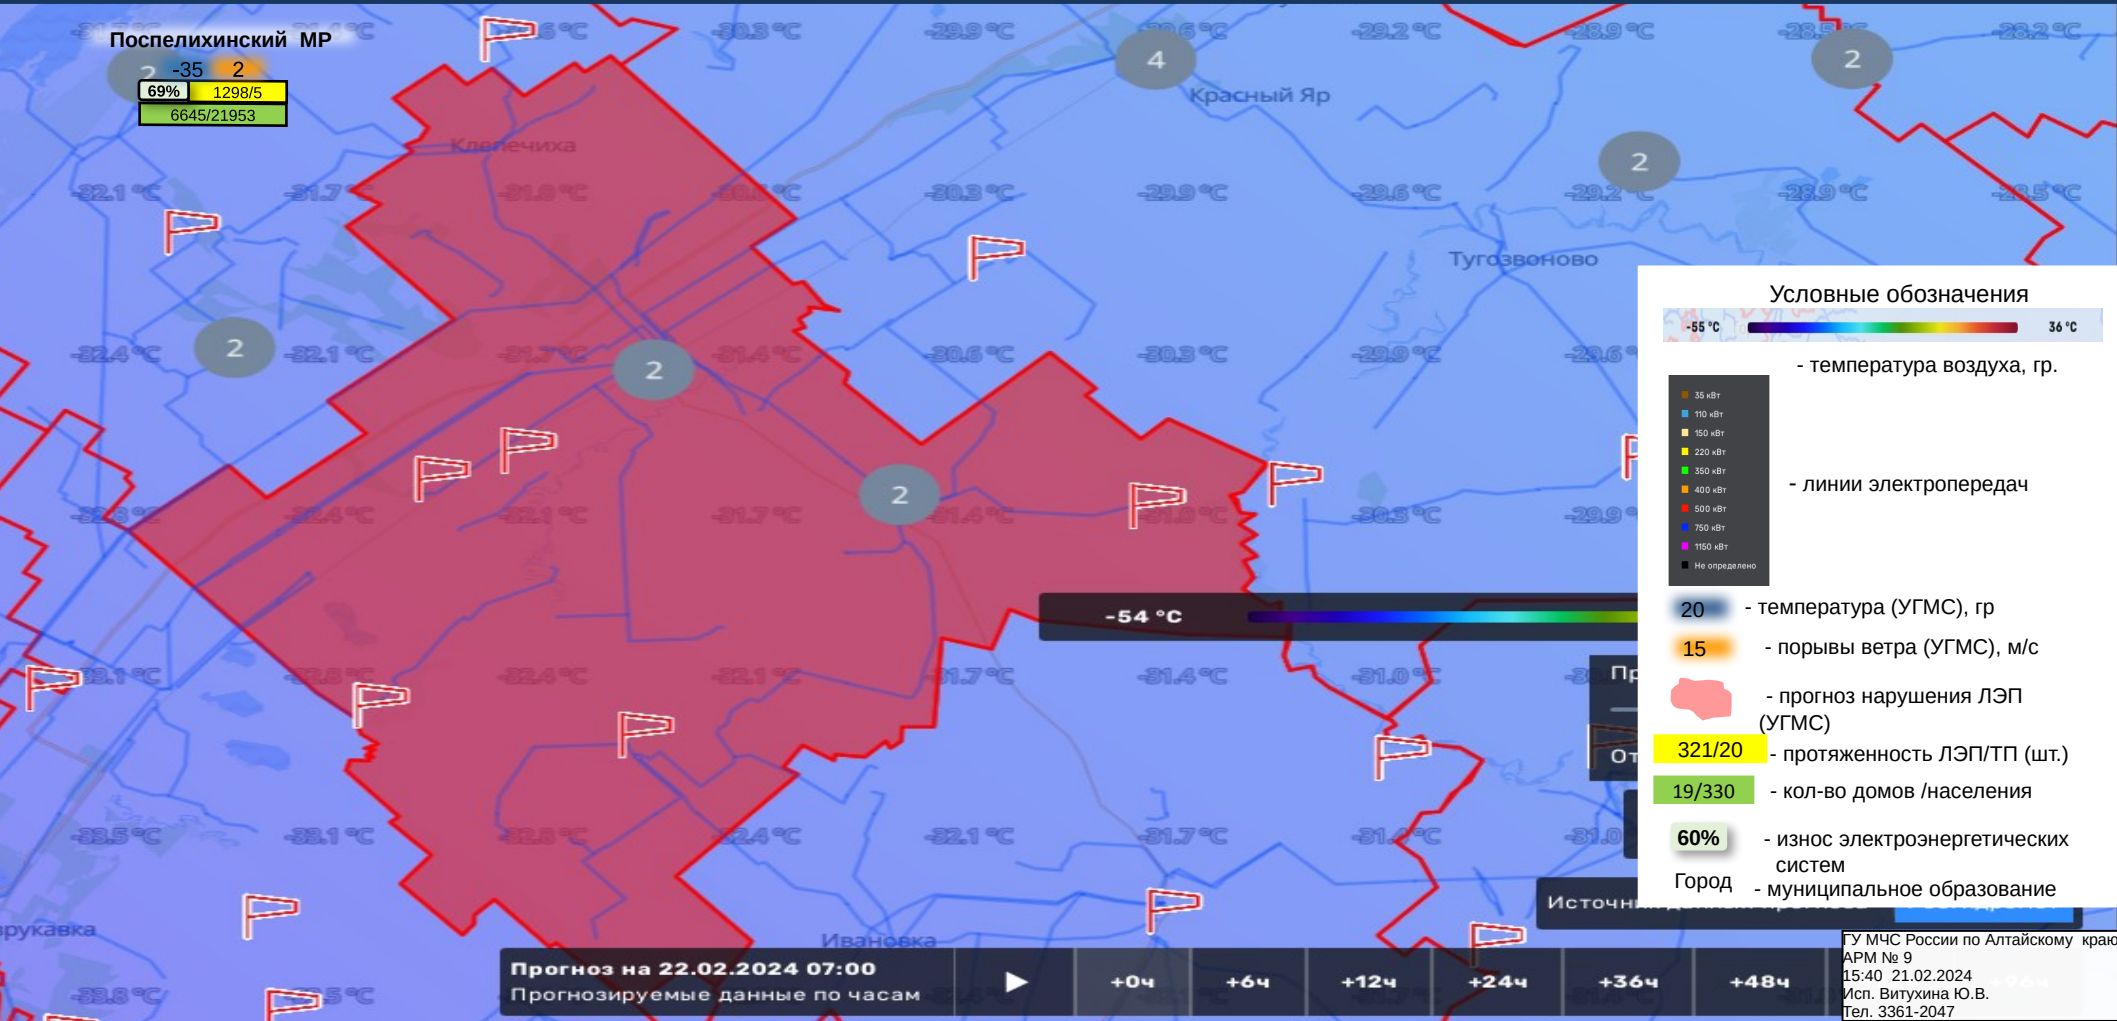 Поспелихинский МР
-35 2
69% 1298/5
6645/21953
2
4
2
Красный Яр
Клепечиха
2
-32.1 °C
-31.7 °C
-31.8 °C
-30.3 °C
-29.9 °C
-29.6 °C
-29.2 °C
-28.9 °C
-28.5 °C
Тугозвоново
2
2
-32.4 °C
-32.1 °C
-31.7 °C
-31.4 °C
-30.6 °C
-30.3 °C
-29.9 °C
2
-32.4 °C
-32.1 °C
-31.7 °C
-31.4 °C
-30.3 °C
-54 °C
-33.1 °C
-32.8 °C
-32.4 °C
-32.1 °C
-31.7 °C
-31.4 °C
-31.0 °C
-33.5 °C
-33.1 °C
-32.8 °C
-32.4 °C
-32.1 °C
-31.7 °C
-31.4 °C
Ивановка
-33.8 °C
Прогноз на 22.02.2024 07:00
Прогнозируемые данные по часам
+0ч +6ч +12ч +24ч +36ч +48ч
Условные обозначения
-55 °C 36 °C
- температура воздуха, гр.
35 кВт
110 кВт
150 кВт
220 кВт
350 кВт
400 кВт
500 кВт
750 кВт
1150 кВт
Не определено
- линии электропередач
20 - температура (УГМС), гр
15 - порывы ветра (УГМС), м/с
- прогноз нарушения ЛЭП
(УГМС)
321/20 - протяженность ЛЭП/ТП (шт.)
19/330 - кол-во домов /населения
60% - износ электроэнергетических
систем
Город - муниципальное образование
ГУ МЧС России по Алтайскому краю
АРМ № 9
15:40 21.02.2024
Исп. Витухина Ю.В.
Тел. 3361-2047